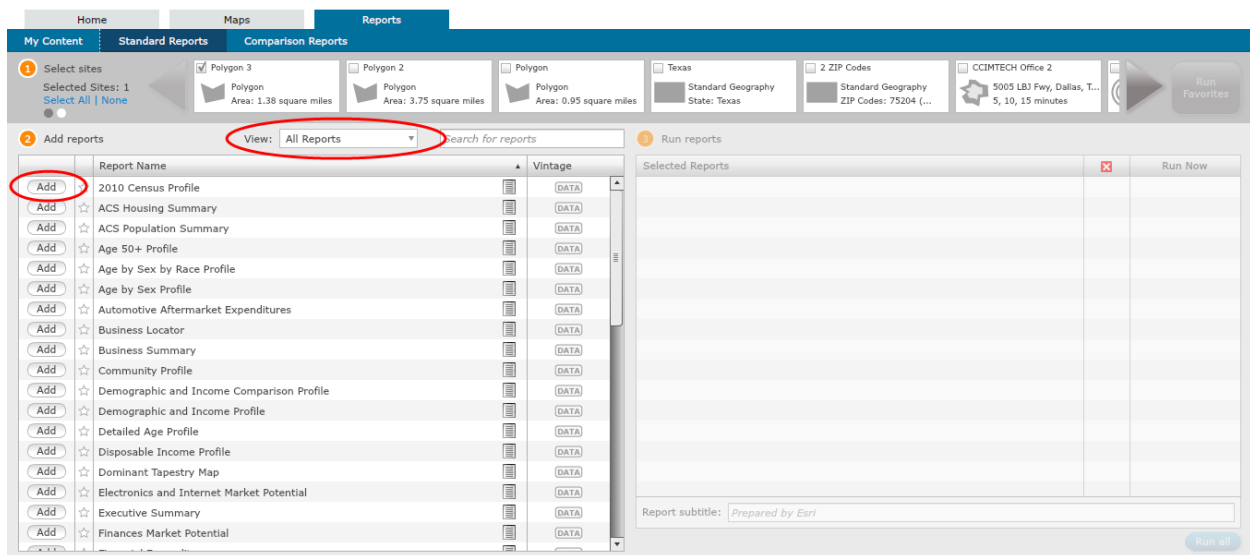 Home Maps Reports
My Content Standard Reports Comparison Reports
1 Select sites
Selected Sites: 1
Select All | None
Polygon 3
Polygon
Area: 1.38 square miles
Polygon 2
Polygon
Area: 3.75 square miles
Polygon
Polygon
Area: 0.95 square miles
Texas
Standard Geography
State: Texas
2 ZIP Codes
Standard Geography
ZIP Codes: 75204 (...
CCIMTECH Office 2
5005 LBJ Fwy, Dallas, T...
5, 10, 15 minutes
Run
Favorites
2 Add reports View: All Reports Search for reports
3 Run reports
Report Name Vintage
Selected Reports Run Now
Add 2010 Census Profile DATA
Add ACS Housing Summary DATA
Add ACS Population Summary DATA
Add Age 50+ Profile DATA
Add Age by Sex by Race Profile DATA
Add Age by Sex Profile DATA
Add Automotive Aftermarket Expenditures DATA
Add Business Locator DATA
Add Business Summary DATA
Add Community Profile DATA
Add Demographic and Income Comparison Profile DATA
Add Demographic and Income Profile DATA
Add Detailed Age Profile DATA
Add Disposable Income Profile DATA
Add Dominant Tapestry Map DATA
Add Electronics and Internet Market Potential DATA
Add Executive Summary DATA
Add Finances Market Potential DATA
Report subtitle: Prepared by Esri
Run all